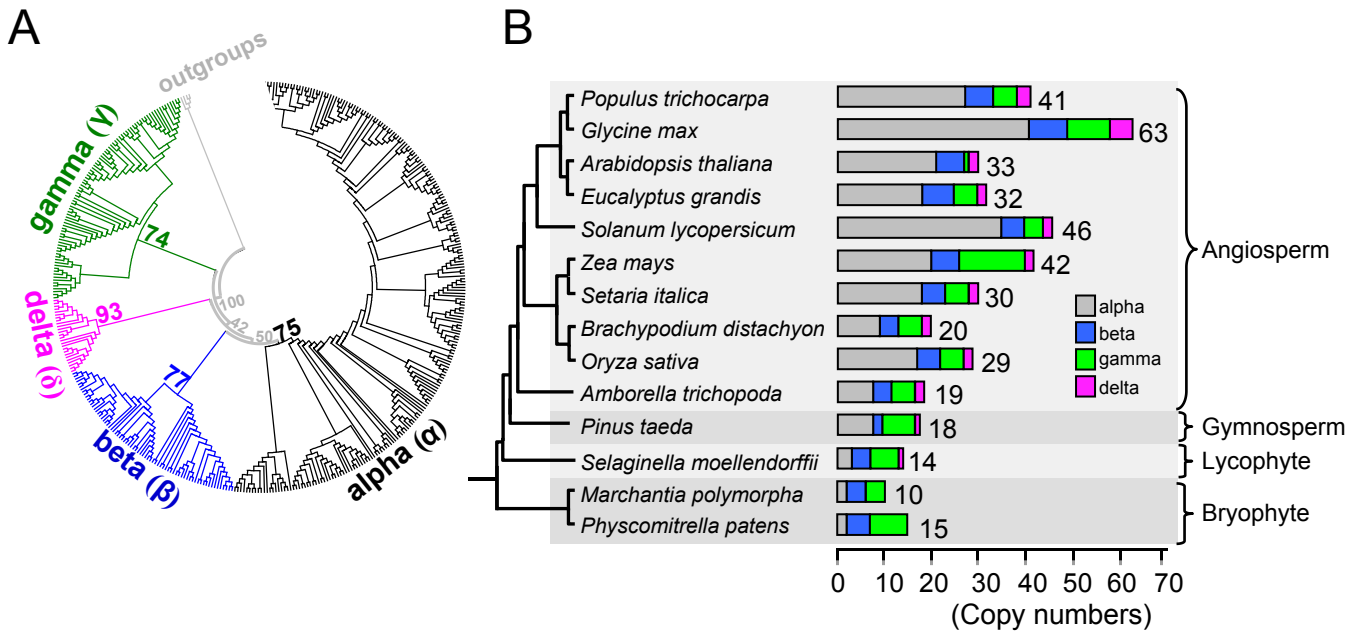 A
outgroups
gamma (γ)
74
delta (δ)
93
100
42
50
75
77
beta (β)
alpha (α)
B
Populus trichocarpa
41
Glycine max
63
Arabidopsis thaliana
33
Eucalyptus grandis
32
Solanum lycopersicum
46
Zea mays
42
Setaria italica
30
Brachypodium distachyon
20
Oryza sativa
29
Amborella trichopoda
19
Pinus taeda
18
Selaginella moellendorffii
14
Marchantia polymorpha
10
Physcomitrella patens
15
alpha
beta
gamma
delta
Angiosperm
Gymnosperm
Lycophyte
Bryophyte
0 10 20 30 40 50 60 70
(Copy numbers)